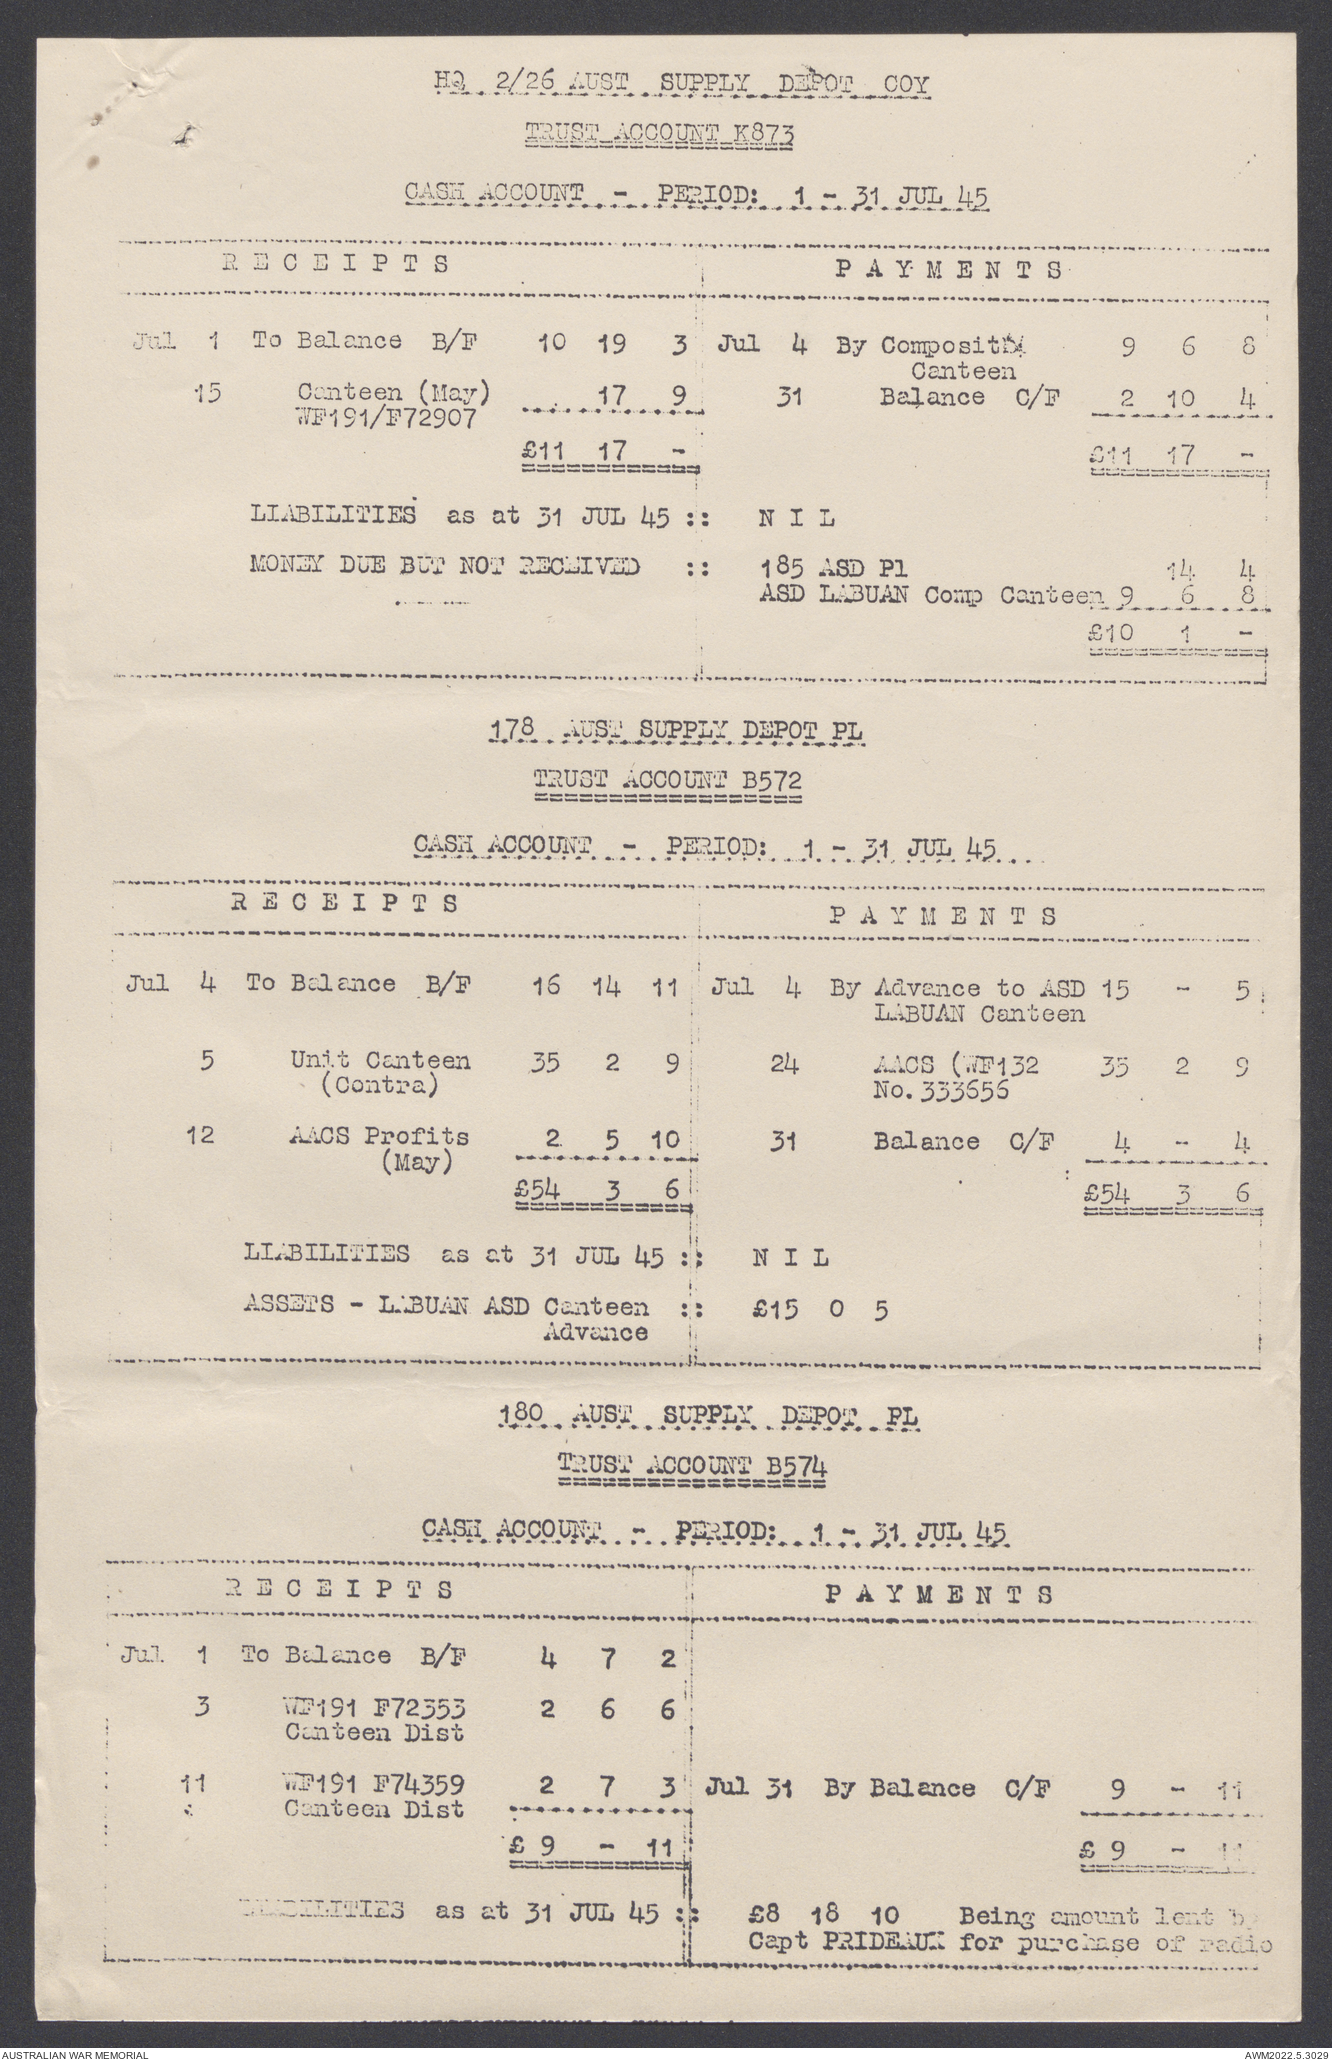 HQ 2/26 AUST SUPPLY DEPOT COY
TRUST ACCOUNT K873
CASH ACCOUNT - PERIOD: 1 - 31 JUL 45
RECEIPTS PAYMENTS
Jul 1 To Balance B/F 10 19 3 Jul 4 By Composite 9 6 8
Canteen
15 Canteen (May) 17 9 31 Balance C/F 2 10 4
WF191/F72907
£11 17 - £11 17 -
LIABILITIES as at 31 JUL 45 :: N I L
MONEY DUE BUT NOT RECEIVED :: 185 ASD Pl 14 4
ASD LABUAN Comp Canteen 9 6 8
£10 1 -
178 AUST SUPPLY DEPOT PL
TRUST ACCOUNT B572
CASH ACCOUNT - PERIOD: 1 - 31 JUL 45
RECEIPTS PAYMENTS
Jul 4 To Balance B/F 16 14 11 Jul 4 By Advance to ASD 15 - 5
LABUAN Canteen
5 Unit Canteen 35 2 9 24 AACS (WF132 35 2 9
(Contra) No. 333656
12 AACS Profits 2 5 10 31 Balance C/F 4 - 4
(May)
£54 3 6 £54 3 6
LIABILITIES as at 31 JUL 45 :: N I L
ASSETS - LABUAN ASD Canteen :: £15 0 5
Advance
180 AUST SUPPLY DEPOT PL
TRUST ACCOUNT B574
CASH ACCOUNT - PERIOD: 1 - 31 JUL 45
RECEIPTS PAYMENTS
Jul 1 To Balance B/F 4 7 2
3 WF191 F72353 2 6 6
Canteen Dist
11 WF191 F74359 2 7 3 Jul 31 By Balance C/F 9 - 11
Canteen Dist
£ 9 - 11 £ 9 - 11
LIABILITIES as at 31 JUL 45 :: £8 18 10 Being amount lent by
Capt PRIDEAUX for purchase of radio
AUSTRALIAN WAR MEMORIAL AWM2022.5.3029